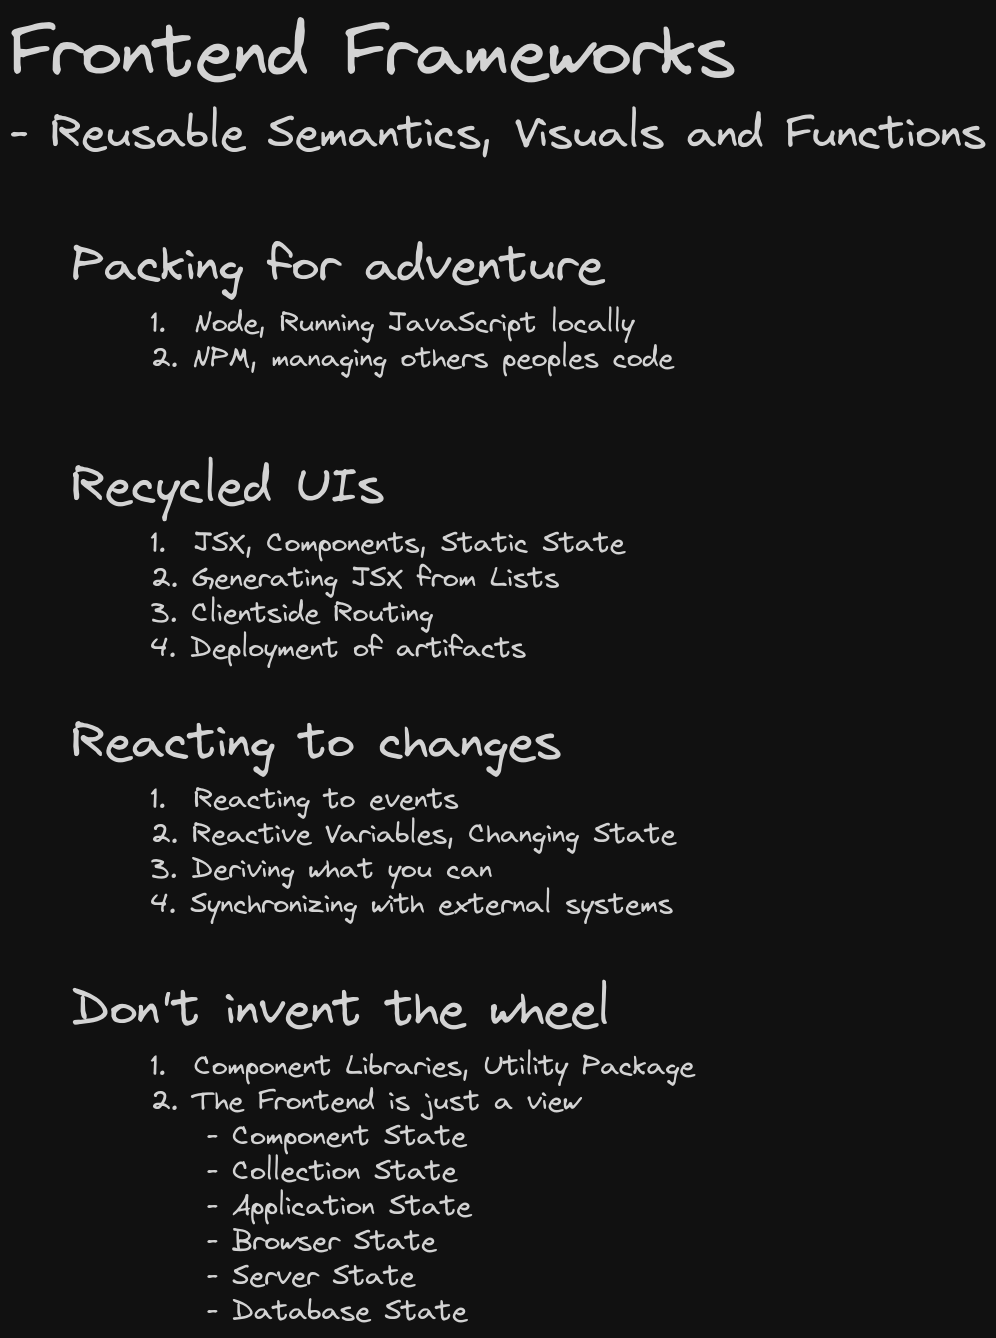 Frontend Frameworks
- Reusable Semantics, Visuals and Functions
Packing for adventure
1. Node, Running JavaScript locally
2. NPM, managing others peoples code
Recycled UIs
1. JSX, Components, Static State
2. Generating JSX from Lists
3. Clientside Routing
4. Deployment of artifacts
Reacting to changes
1. Reacting to events
2. Reactive Variables, Changing State
3. Deriving what you can
4. Synchronizing with external systems
Don't invent the wheel
1. Component Libraries, Utility Package
2. The Frontend is just a view
- Component State
- Collection State
- Application State
- Browser State
- Server State
- Database State